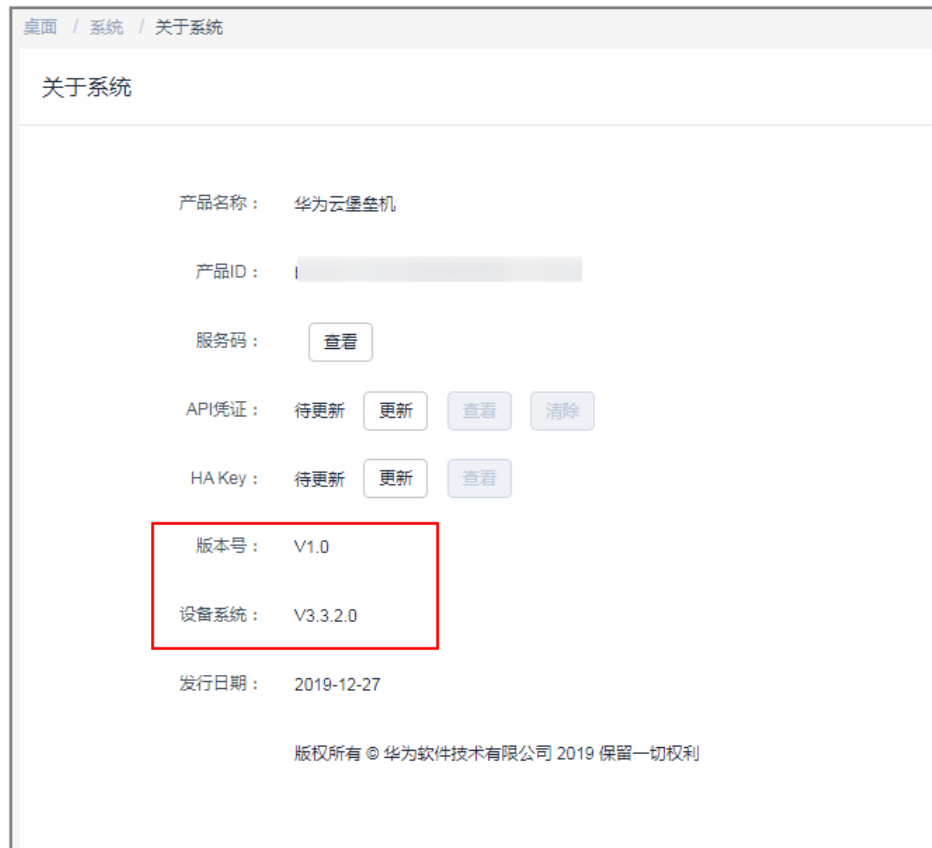 桌面 / 系统 / 关于系统
关于系统
产品名称： 华为云堡垒机
产品ID：
服务码： 查看
API凭证： 待更新 更新 查看 清除
HA Key： 待更新 更新 查看
版本号： V1.0
设备系统： V3.3.2.0
发行日期： 2019-12-27
版权所有 © 华为软件技术有限公司 2019 保留一切权利